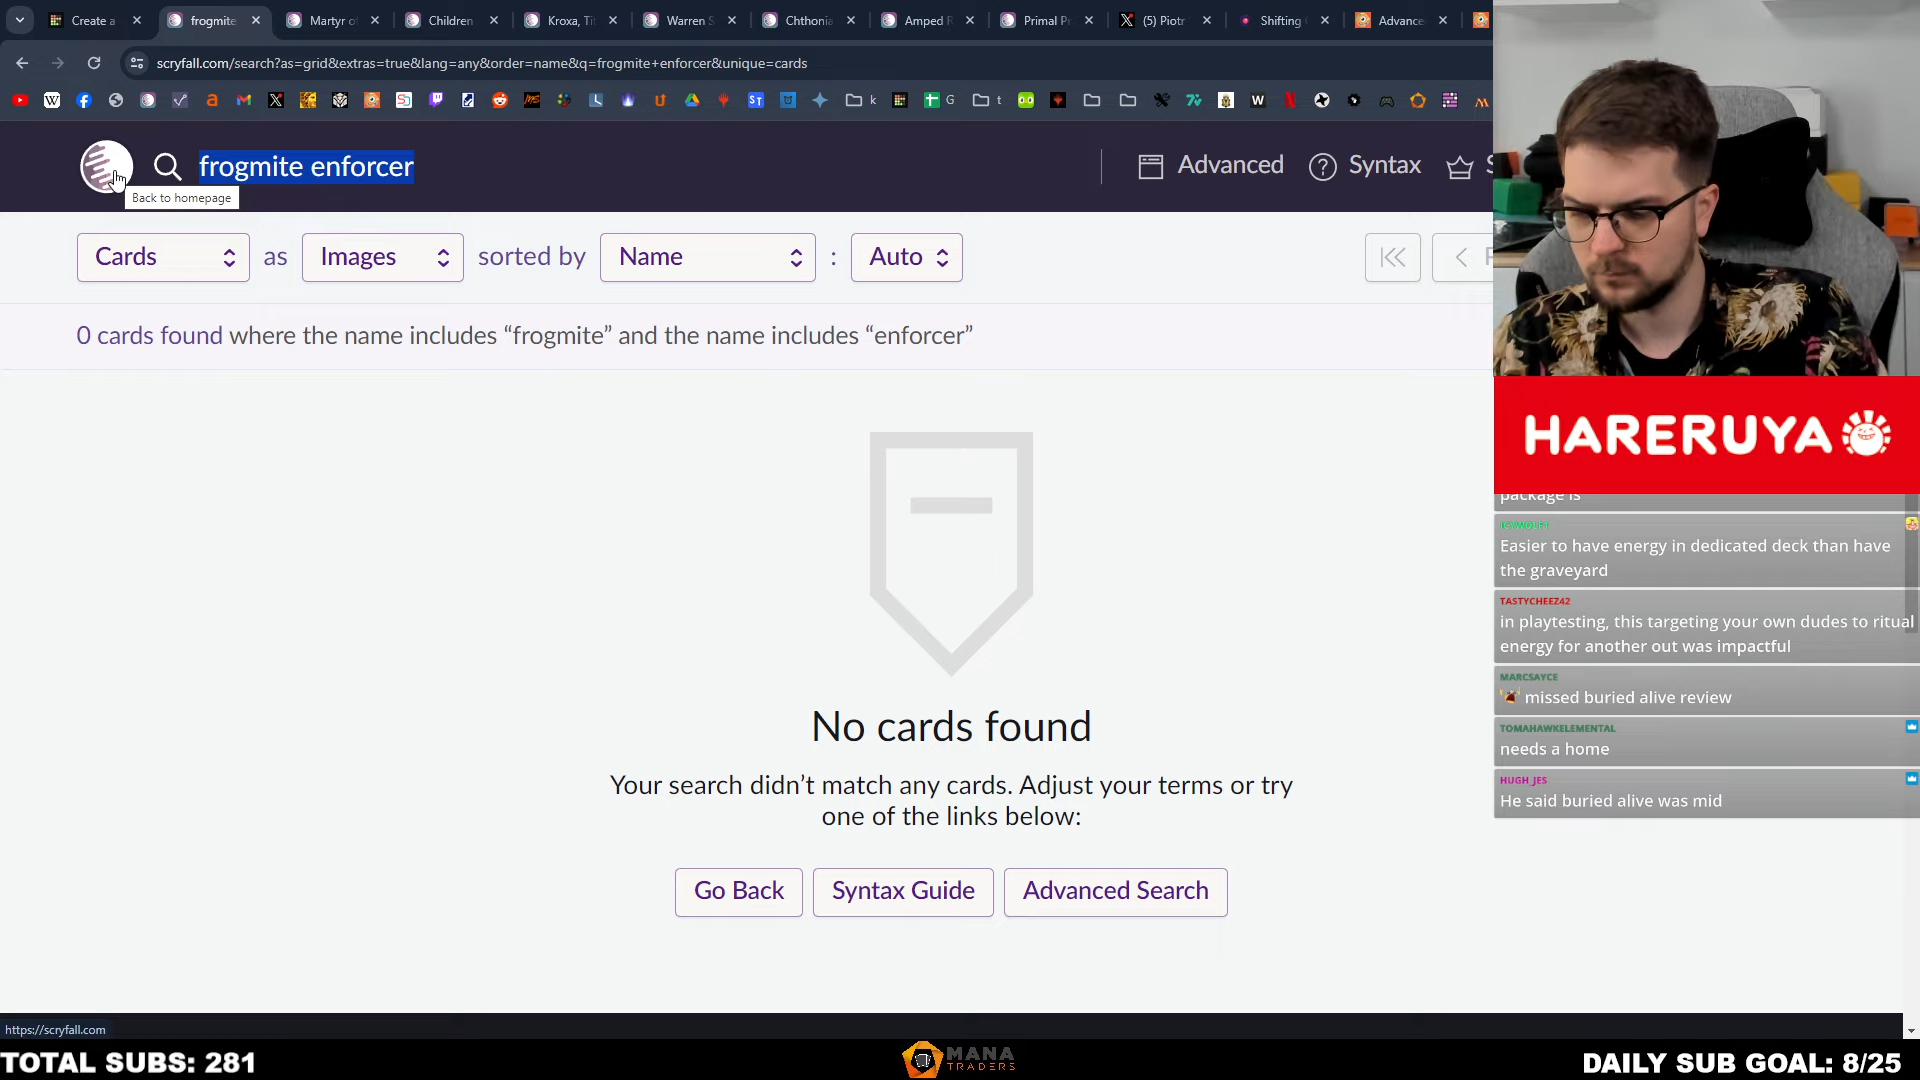 Create a
frogmite
Martyr of
Children
Kroxa, Tit
Warren S
Chthonia
Amped R
Primal P
(5) Piotr
Shifting
Advance
scryfall.com/search?as=grid&extras=true&lang=any&order=name&q=frogmite+enforcer&unique=cards
k
G
t
frogmite enforcer
Advanced
Syntax
S
Back to homepage
Cards
as
Images
sorted by
Name
:
Auto
0 cards found where the name includes “frogmite” and the name includes “enforcer”
No cards found
Your search didn’t match any cards. Adjust your terms or try
one of the links below:
Go Back
Syntax Guide
Advanced Search
HARERUYA
package is
Easier to have energy in dedicated deck than have
the graveyard
TASTYCHEEZ42
in playtesting, this targeting your own dudes to ritual
energy for another out was impactful
MARCSAYCE
missed buried alive review
TOMAHAWKELEMENTAL
needs a home
HUGH_JES
He said buried alive was mid
https://scryfall.com
TOTAL SUBS: 281
MANA
TRADERS
DAILY SUB GOAL: 8/25